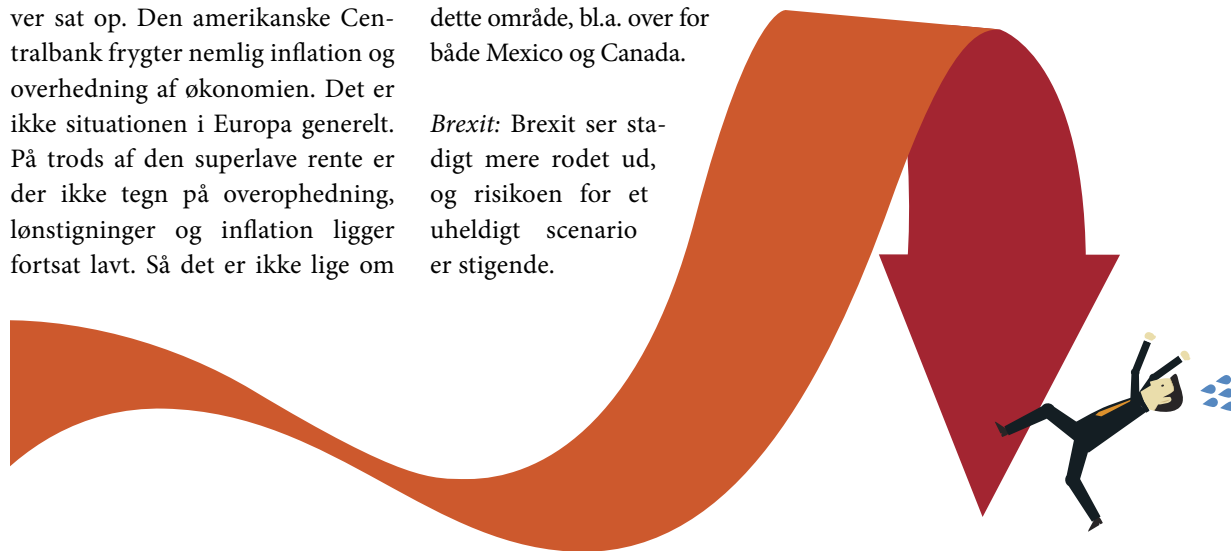 ver sat op. Den amerikanske Cen-
tralbank frygter nemlig inflation og
overhedning af økonomien. Det er
ikke situationen i Europa generelt.
På trods af den superlave rente er
der ikke tegn på overophedning,
lønstigninger og inflation ligger
fortsat lavt. Så det er ikke lige om
dette område, bl.a. over for
både Mexico og Canada.
Brexit: Brexit ser sta-
digt mere rodet ud,
og risikoen for et
uheldigt scenario
er stigende.